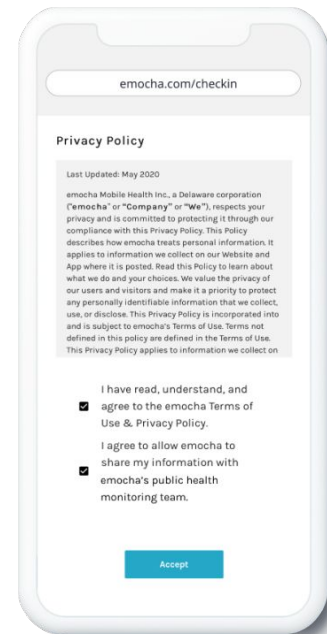 emocha.com/checkin
Privacy Policy
Last Updated: May 2020
emocha Mobile Health Inc., a Delaware corporation
("emocha" or "Company" or "We"), respects your
privacy and is committed to protecting it through our
compliance with this Privacy Policy. This Policy
describes how emocha treats personal information. It
applies to information we collect on our Website and
App where it is posted. Read this Policy to learn about
what we do and your choices. We value the privacy of
our users and visitors and make it a priority to protect
any personally identifiable information that we collect,
use, or disclose. This Privacy Policy is incorporated into
and is subject to emocha's Terms of Use. Terms not
defined in this policy are defined in the Terms of Use.
This Privacy Policy applies to information we collect on
I have read, understand, and
agree to the emocha Terms of
Use & Privacy Policy.
I agree to allow emocha to
share my information with
emocha's public health
monitoring team.
Accept